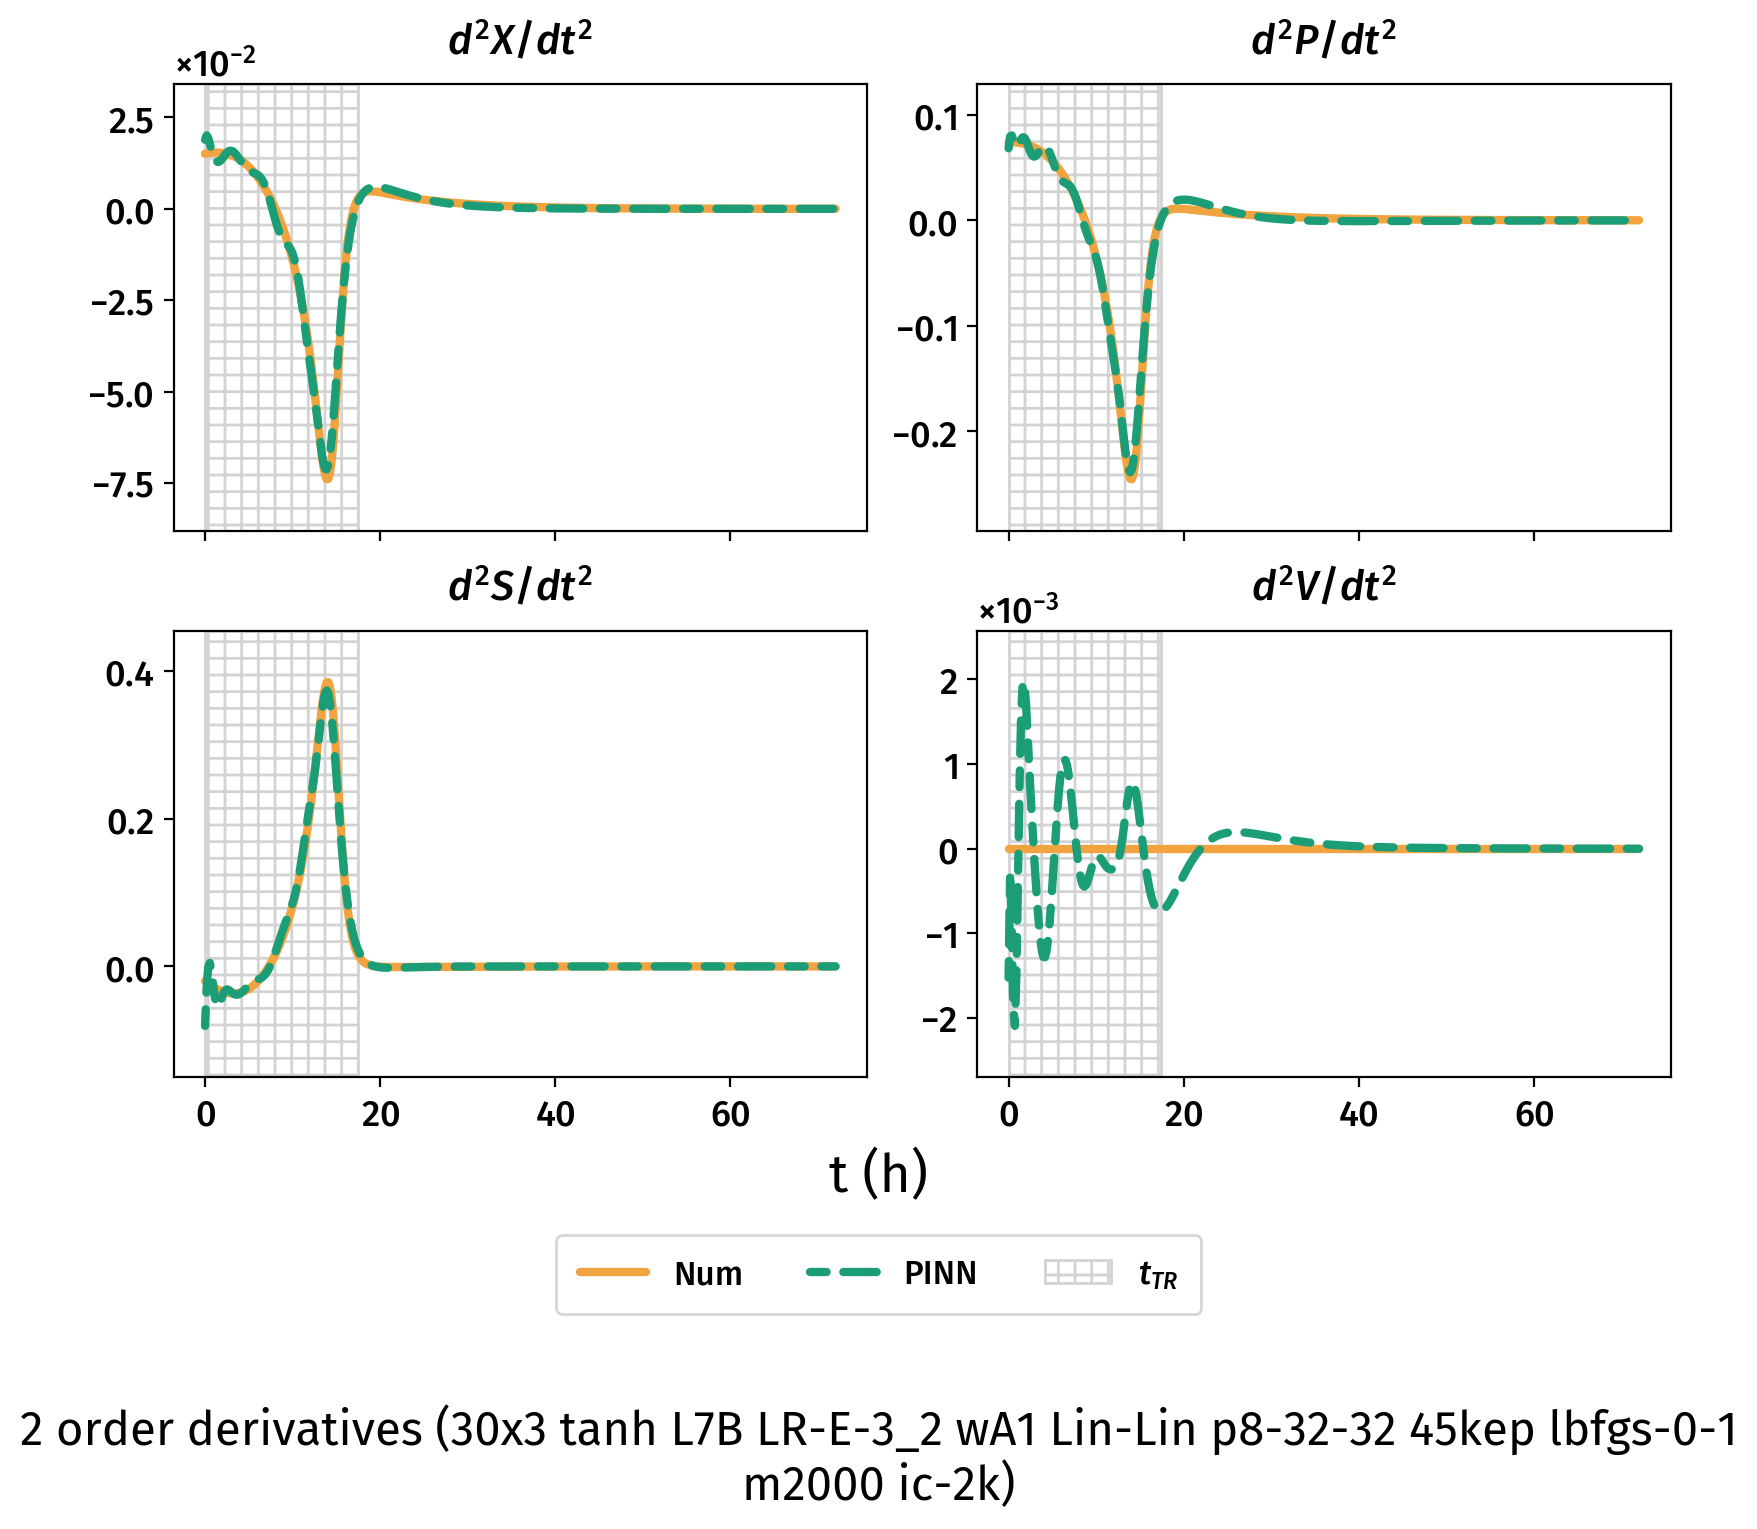 d²X/dt²
×10⁻²
2.5
0.0
−2.5
−5.0
−7.5
d²P/dt²
0.1
0.0
−0.1
−0.2
d²S/dt²
0.4
0.2
0.0
0 20 40 60
d²V/dt²
×10⁻³
2
1
0
−1
−2
0 20 40 60
t (h)
Num PINN t_TR
2 order derivatives (30x3 tanh L7B LR-E-3_2 wA1 Lin-Lin p8-32-32 45kep lbfgs-0-1
m2000 ic-2k)